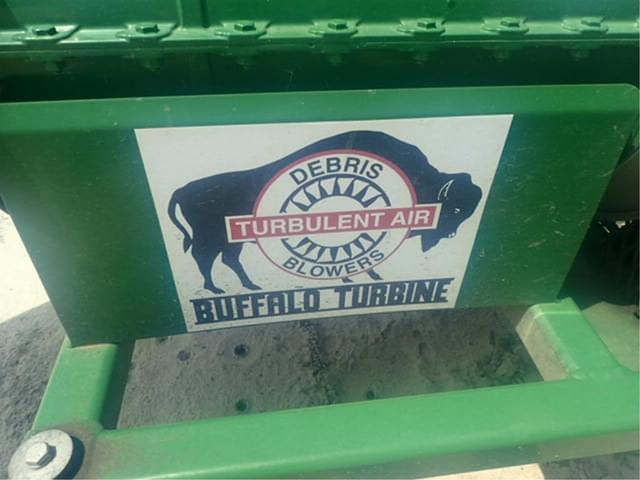 DEBRIS
TURBULENT AIR
BLOWERS
BUFFALO TURBINE